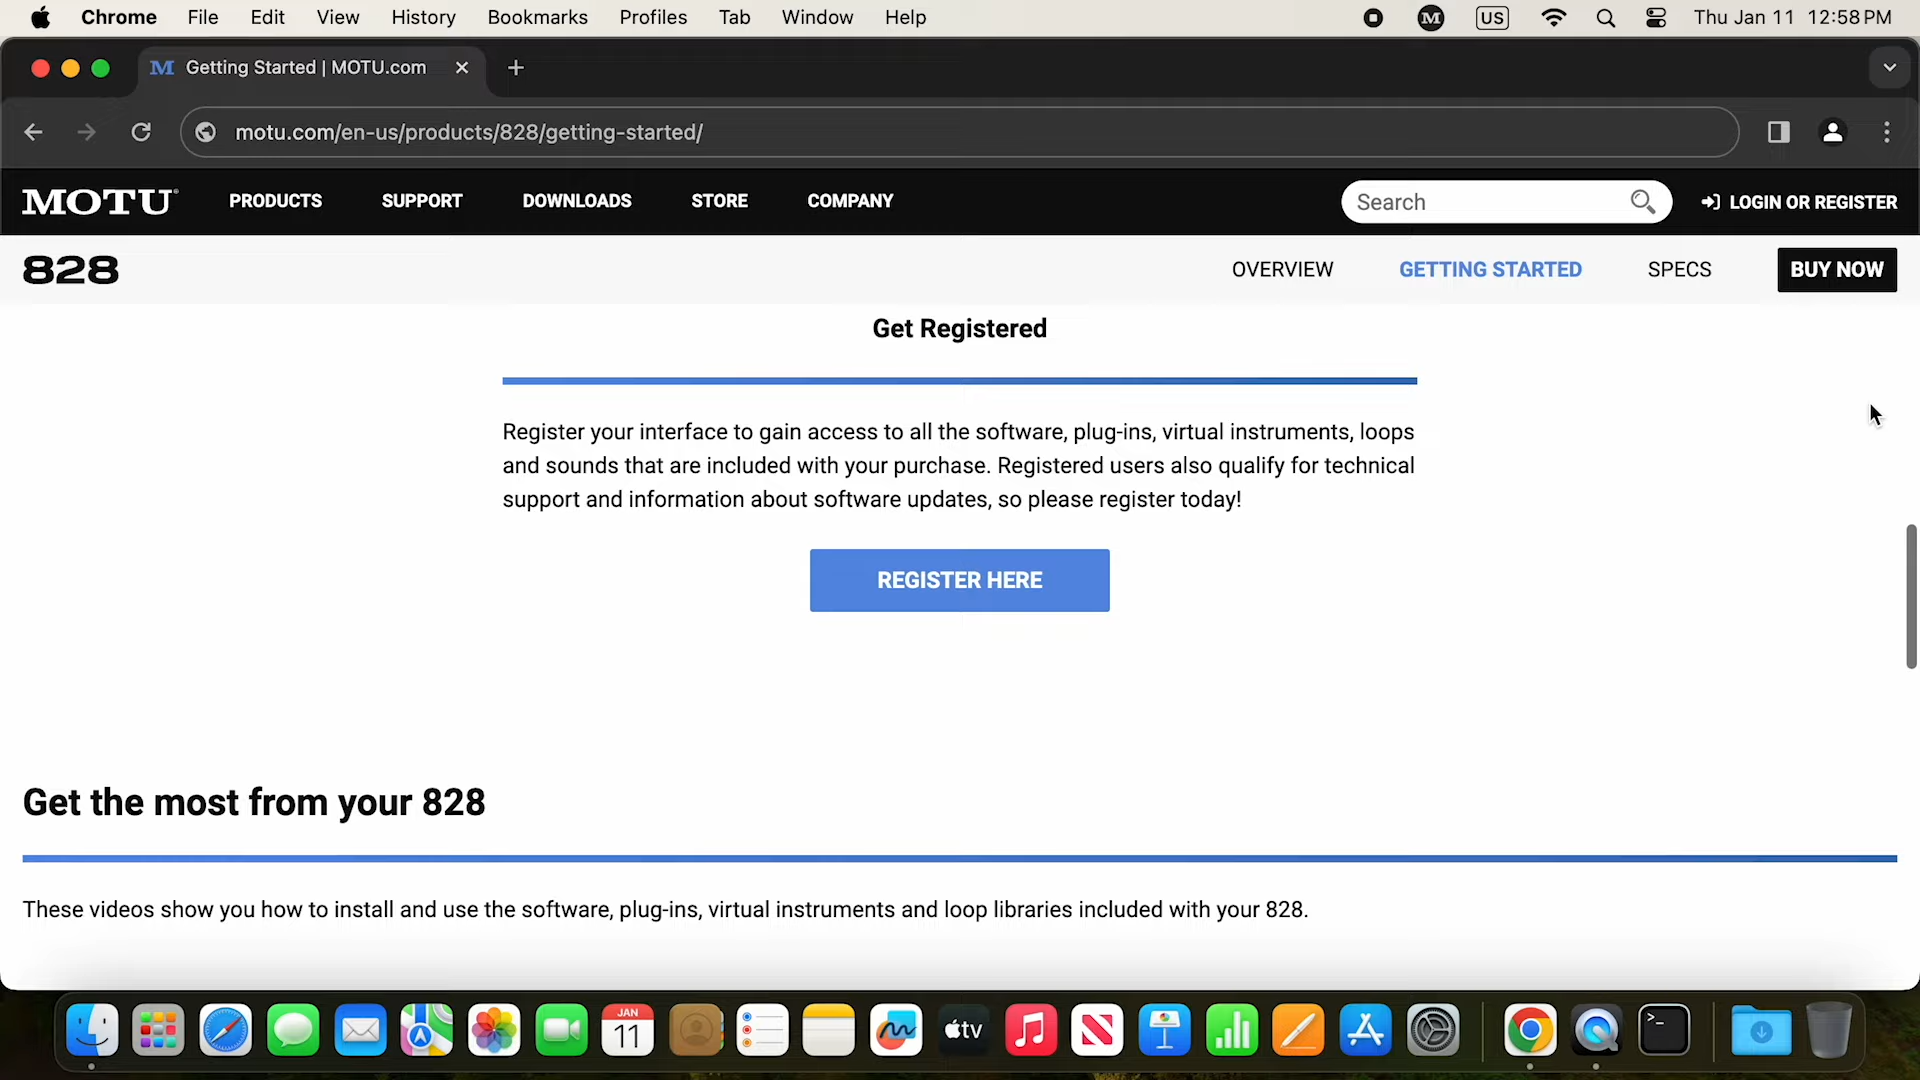 Chrome File Edit View History Bookmarks Profiles Tab Window Help M US Thu Jan 11 12:58 PM
M Getting Started | MOTU.com
motu.com/en-us/products/828/getting-started/
MOTU® PRODUCTS SUPPORT DOWNLOADS STORE COMPANY Search LOGIN OR REGISTER
828 OVERVIEW GETTING STARTED SPECS BUY NOW
Get Registered
Register your interface to gain access to all the software, plug-ins, virtual instruments, loops
and sounds that are included with your purchase. Registered users also qualify for technical
support and information about software updates, so please register today!
REGISTER HERE
Get the most from your 828
These videos show you how to install and use the software, plug-ins, virtual instruments and loop libraries included with your 828.
JAN
11
tv
>_